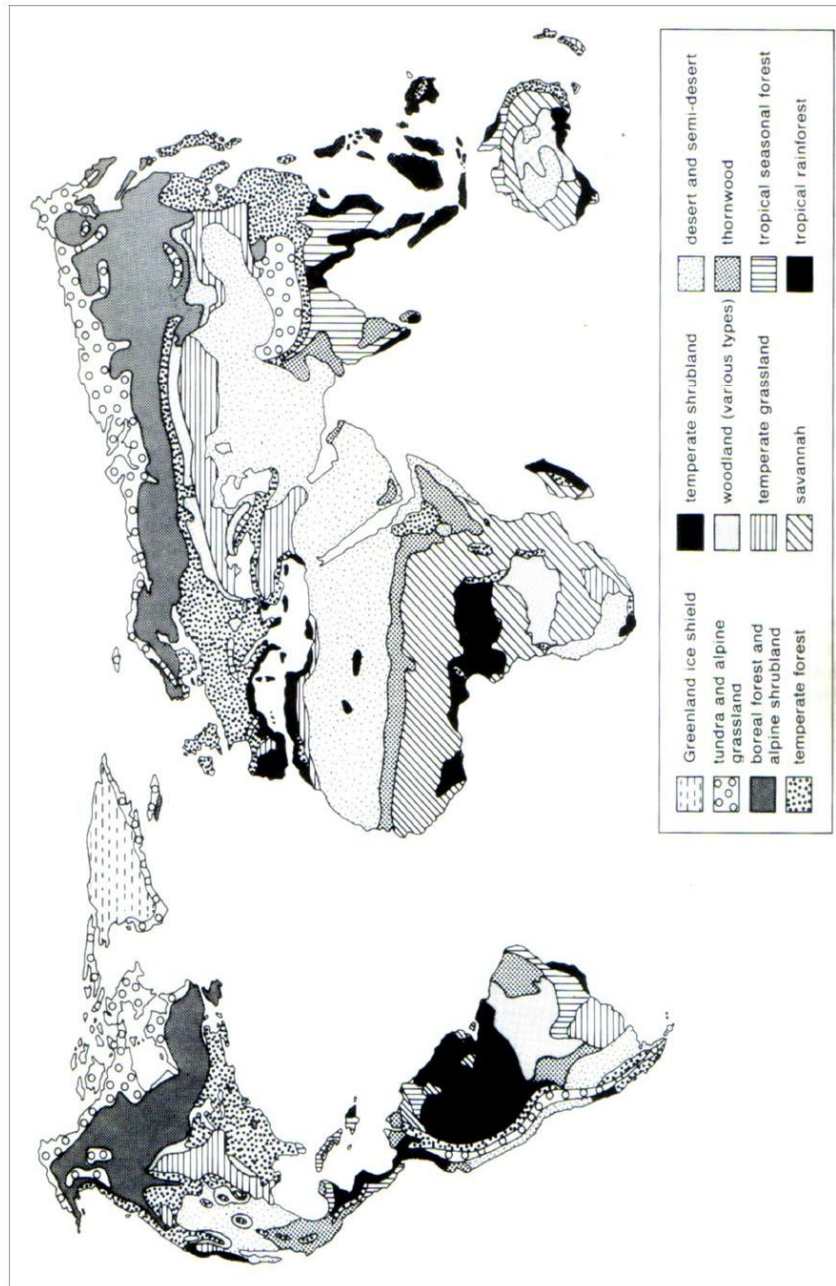 Greenland ice shield
tundra and alpine
grassland
boreal forest and
alpine shrubland
temperate forest
temperate shrubland
woodland (various types)
temperate grassland
savannah
desert and semi-desert
thornwood
tropical seasonal forest
tropical rainforest